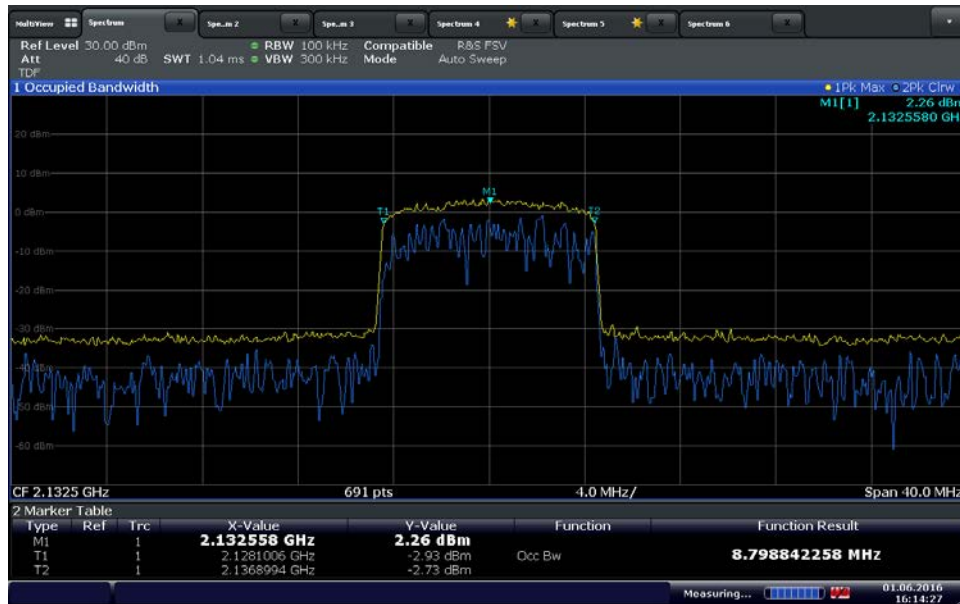 MultiView Spectrum X Spe...m 2 X Spe...m 3 X Spectrum 4 X Spectrum 5 X Spectrum 6 X
Ref Level 30.00 dBm RBW 100 kHz Compatible R&S FSV
Att 40 dB SWT 1.04 ms VBW 300 kHz Mode Auto Sweep
TDF
1 Occupied Bandwidth 1Pk Max 2Pk Clrw
M1[1] 2.26 dBm
2.1325580 GH
20 dBm
10 dBm
M1
T1 T2
0 dBm
-10 dBm
-20 dBm
-30 dBm
-40 dBm
-50 dBm
-60 dBm
CF 2.1325 GHz 691 pts 4.0 MHz/ Span 40.0 MHz
2 Marker Table
Type Ref Trc X-Value Y-Value Function Function Result
M1 1 2.132558 GHz 2.26 dBm
T1 1 2.1281006 GHz -2.93 dBm Occ Bw 8.798842258 MHz
T2 1 2.1368994 GHz -2.73 dBm
Measuring... 01.06.2016
16:14:27